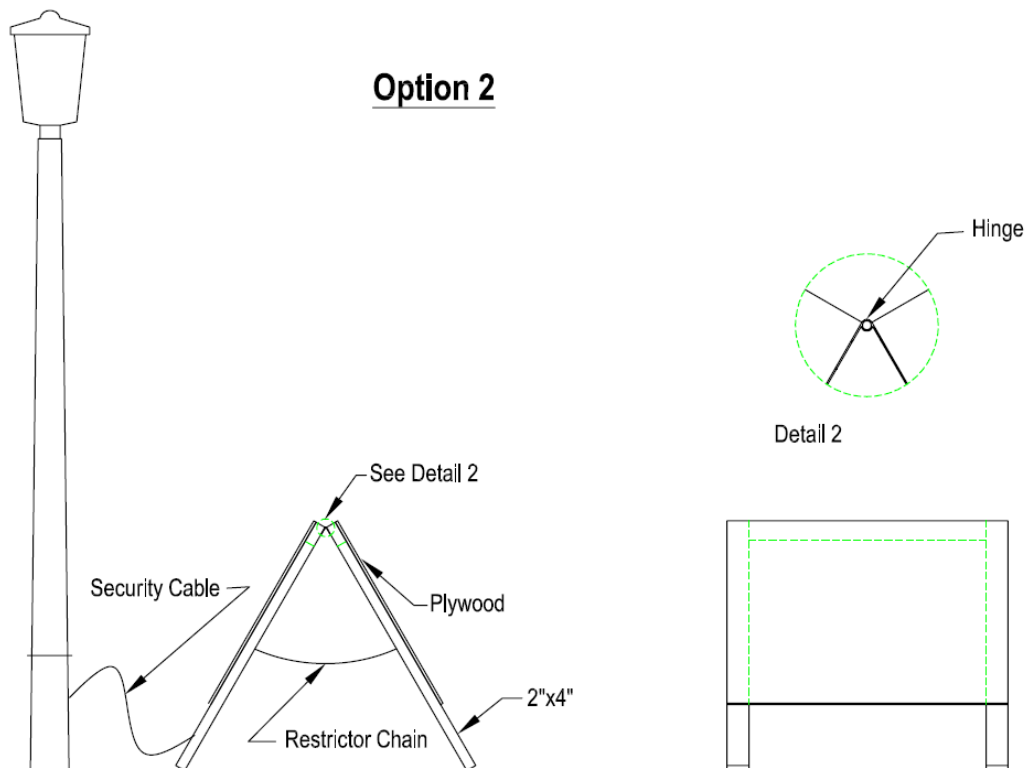 Option 2
Hinge
Detail 2
See Detail 2
Security Cable
Plywood
2"x4"
Restrictor Chain